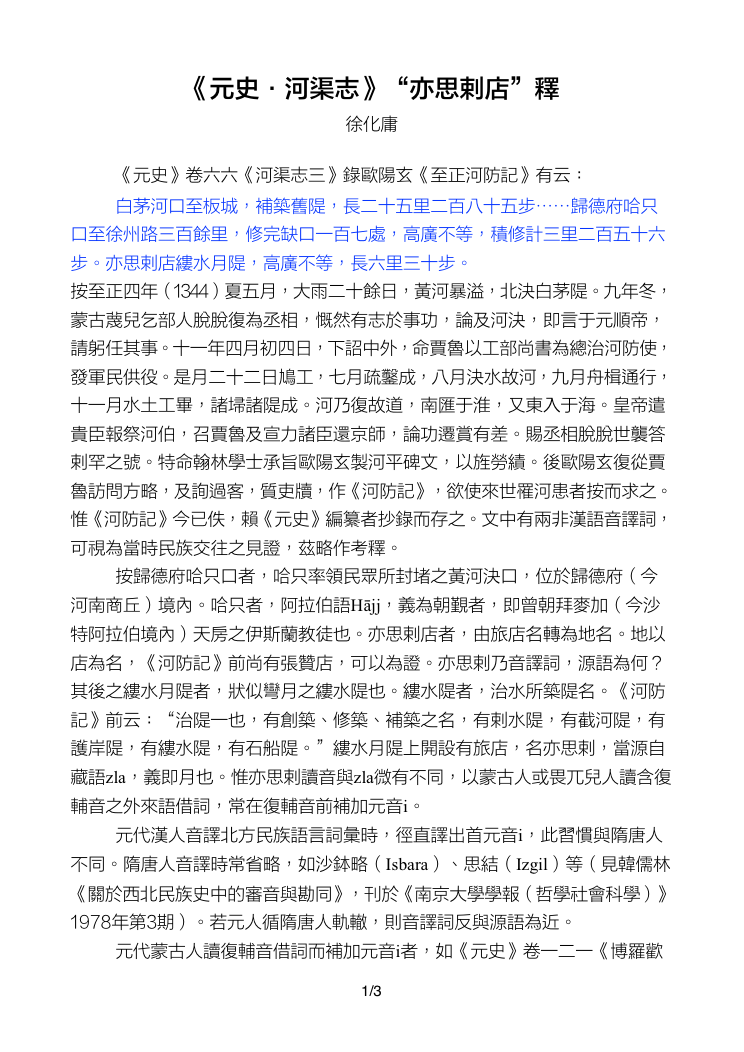 《元史·河渠志》“亦思剌店”釋
徐化庸
《元史》卷六六《河渠志三》錄歐陽玄《至正河防記》有云：
白茅河口至板城，補築舊隄，長二十五里二百八十五步⋯⋯歸德府哈只
口至徐州路三百餘里，修完缺口一百七處，高廣不等，積修計三里二百五十六
步。亦思剌店縷水月隄，高廣不等，長六里三十步。
按至正四年（1344）夏五月，大雨二十餘日，黃河暴溢，北決白茅隄。九年冬，
蒙古蔑兒乞部人脫脫復為丞相，慨然有志於事功，論及河決，即言于元順帝，
請躬任其事。十一年四月初四日，下詔中外，命賈魯以工部尚書為總治河防使，
發軍民供役。是月二十二日鳩工，七月疏鑿成，八月決水故河，九月舟楫通行，
十一月水土工畢，諸埽諸隄成。河乃復故道，南匯于淮，又東入于海。皇帝遣
貴臣報祭河伯，召賈魯及宣力諸臣還京師，論功遷賞有差。賜丞相脫脫世襲答
剌罕之號。特命翰林學士承旨歐陽玄製河平碑文，以旌勞績。後歐陽玄復從賈
魯訪問方略，及詢過客，質吏牘，作《河防記》，欲使來世罹河患者按而求之。
惟《河防記》今已佚，賴《元史》編纂者抄錄而存之。文中有兩非漢語音譯詞，
可視為當時民族交往之見證，茲略作考釋。
按歸德府哈只口者，哈只率領民眾所封堵之黃河決口，位於歸德府（今
河南商丘）境內。哈只者，阿拉伯語Hājj，義為朝覲者，即曾朝拜麥加（今沙
特阿拉伯境內）天房之伊斯蘭教徒也。亦思剌店者，由旅店名轉為地名。地以
店為名，《河防記》前尚有張贊店，可以為證。亦思剌乃音譯詞，源語為何？
其後之縷水月隄者，狀似彎月之縷水隄也。縷水隄者，治水所築隄名。《河防
記》前云：“治隄一也，有創築、修築、補築之名，有剌水隄，有截河隄，有
護岸隄，有縷水隄，有石船隄。”縷水月隄上開設有旅店，名亦思剌，當源自
藏語zla，義即月也。惟亦思剌讀音與zla微有不同，以蒙古人或畏兀兒人讀含復
輔音之外來語借詞，常在復輔音前補加元音i。
元代漢人音譯北方民族語言詞彙時，徑直譯出首元音i，此習慣與隋唐人
不同。隋唐人音譯時常省略，如沙鉢略（Isbara）、思結（Izgil）等（見韓儒林
《關於西北民族史中的審音與勘同》，刊於《南京大學學報（哲學社會科學）》
1978年第3期）。若元人循隋唐人軌轍，則音譯詞反與源語為近。
元代蒙古人讀復輔音借詞而補加元音i者，如《元史》卷一二一《博羅歡
1/3